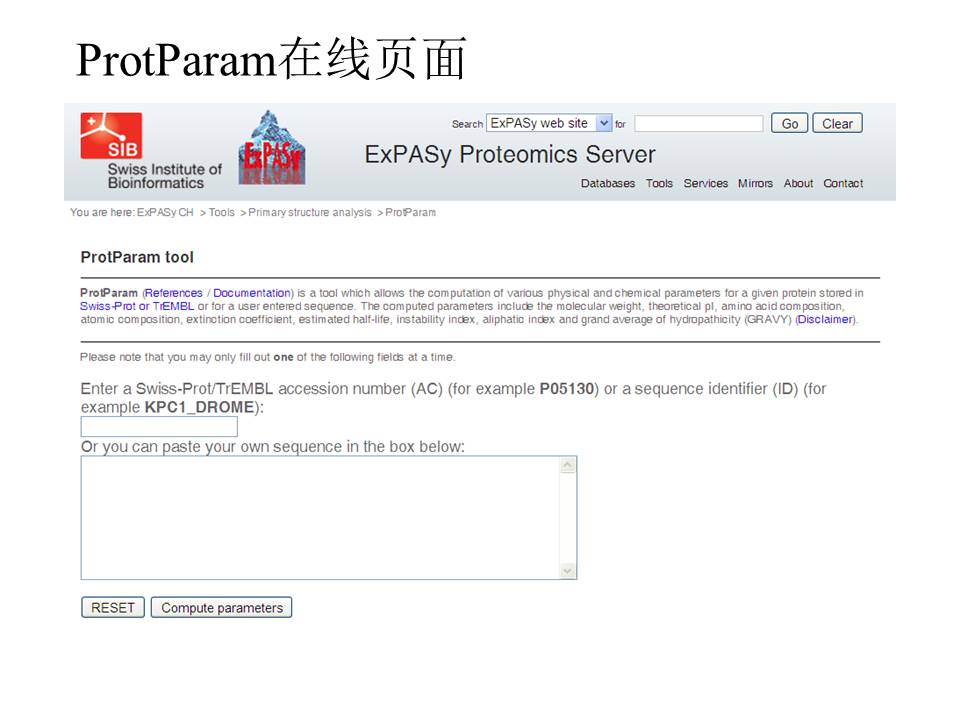 ProtParam在线页面
SIB
Swiss Institute of
Bioinformatics
ExPASy
Search ExPASy web site for Go Clear
ExPASy Proteomics Server
Databases Tools Services Mirrors About Contact
You are here: ExPASy CH > Tools > Primary structure analysis > ProtParam
ProtParam tool
ProtParam (References / Documentation) is a tool which allows the computation of various physical and chemical parameters for a given protein stored in
Swiss-Prot or TrEMBL or for a user entered sequence. The computed parameters include the molecular weight, theoretical pI, amino acid composition,
atomic composition, extinction coefficient, estimated half-life, instability index, aliphatic index and grand average of hydropathicity (GRAVY) (Disclaimer).
Please note that you may only fill out one of the following fields at a time.
Enter a Swiss-Prot/TrEMBL accession number (AC) (for example P05130) or a sequence identifier (ID) (for
example KPC1_DROME):
Or you can paste your own sequence in the box below:
RESET Compute parameters